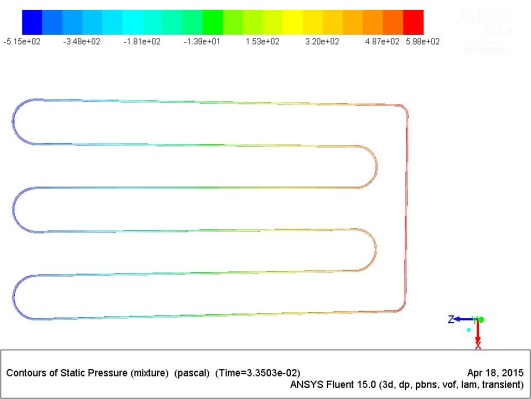 -5.15e+02 -3.48e+02 -1.81e+02 -1.39e+01 1.53e+02 3.20e+02 4.87e+02 5.98e+02
Z Y
X
Contours of Static Pressure (mixture) (pascal) (Time=3.3503e-02) Apr 18, 2015
ANSYS Fluent 15.0 (3d, dp, pbns, vof, lam, transient)